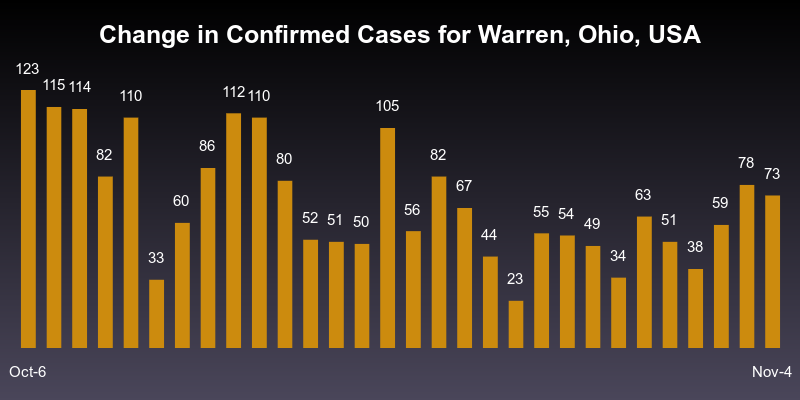 Change in Confirmed Cases for Warren, Ohio, USA
123 115 114 82 110 33 60 86 112 110 80 52 51 50 105 56 82 67 44 23 55 54 49 34 63 51 38 59 78 73
Oct-6 Nov-4